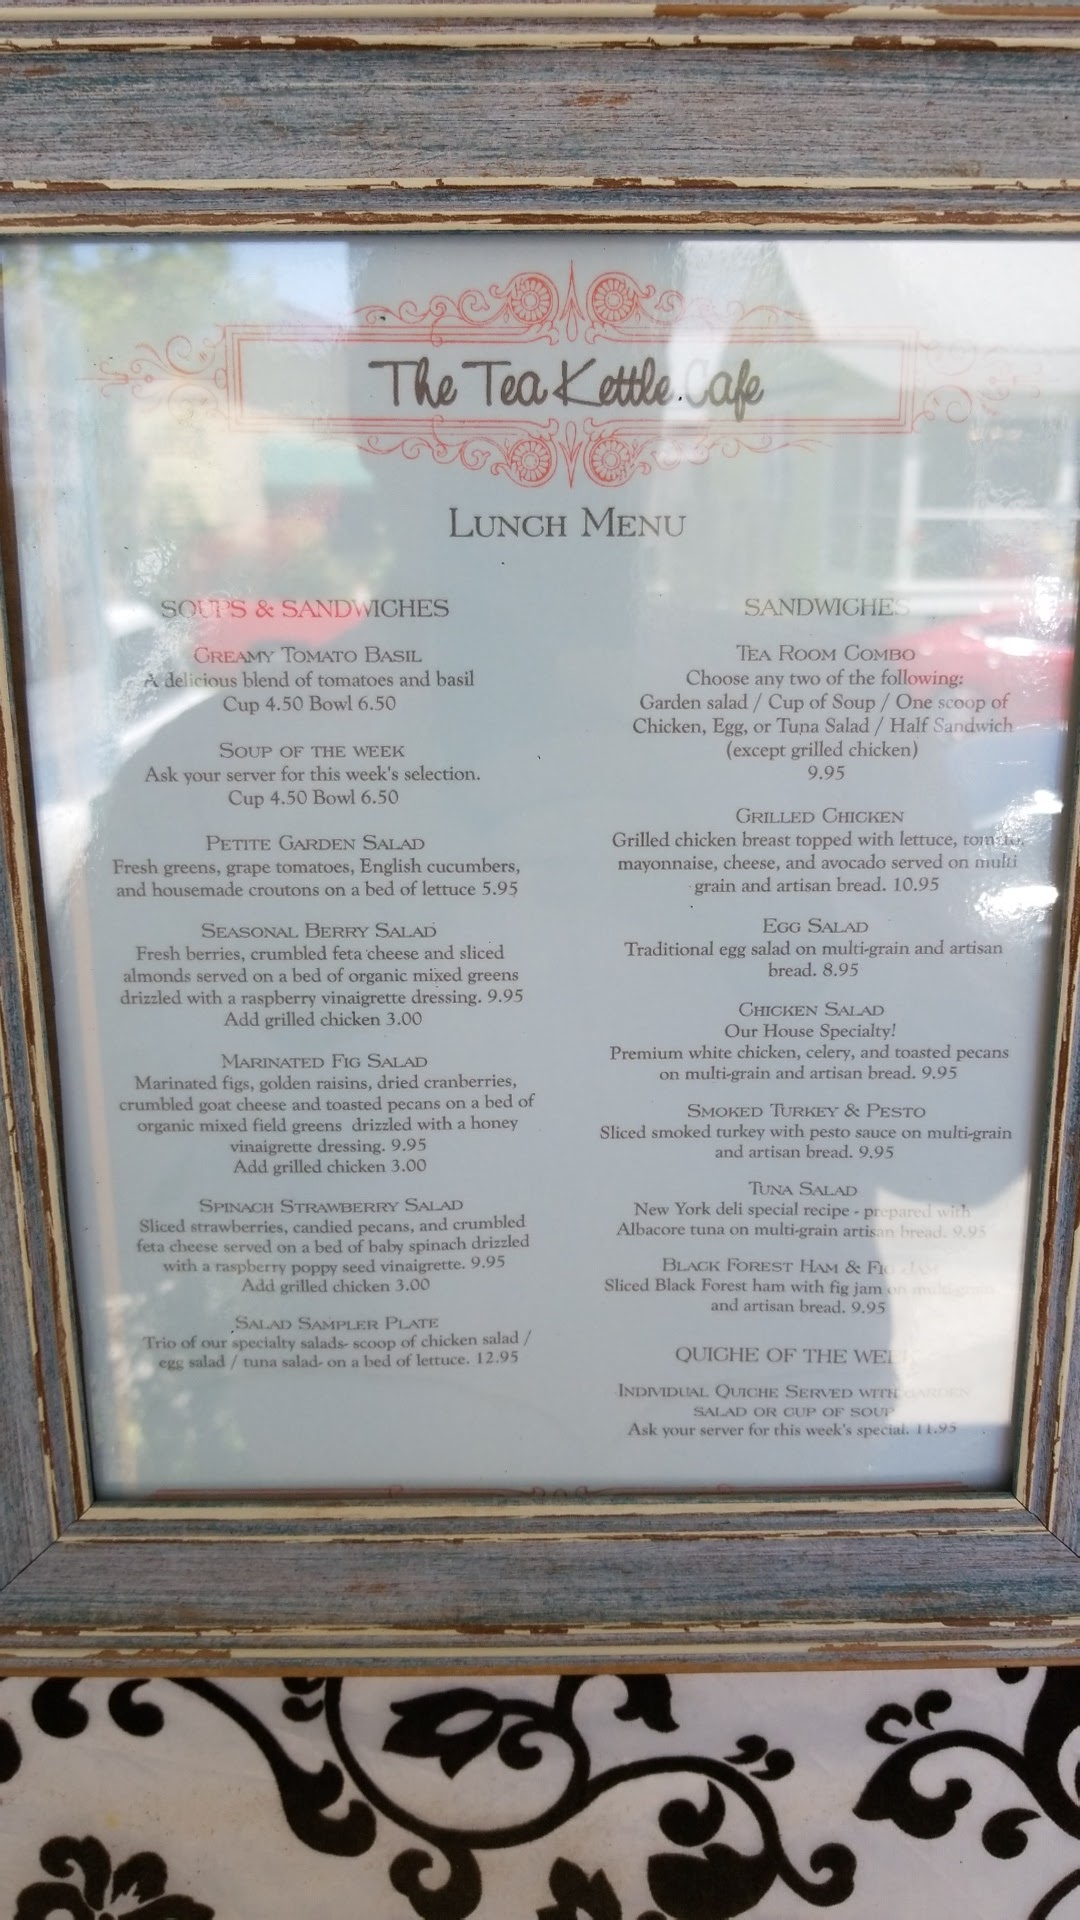 The Tea Kettle Cafe
Lunch Menu
SOUPS & SANDWICHES
Creamy Tomato Basil
A delicious blend of tomatoes and basil
Cup 4.50 Bowl 6.50
Soup of the week
Ask your server for this week's selection.
Cup 4.50 Bowl 6.50
Petite Garden Salad
Fresh greens, grape tomatoes, English cucumbers,
and housemade croutons on a bed of lettuce 5.95
Seasonal Berry Salad
Fresh berries, crumbled feta cheese and sliced
almonds served on a bed of organic mixed greens
drizzled with a raspberry vinaigrette dressing. 9.95
Add grilled chicken 3.00
Marinated Fig Salad
Marinated figs, golden raisins, dried cranberries,
crumbled goat cheese and toasted pecans on a bed of
organic mixed field greens drizzled with a honey
vinaigrette dressing. 9.95
Add grilled chicken 3.00
Spinach Strawberry Salad
Sliced strawberries, candied pecans, and crumbled
feta cheese served on a bed of baby spinach drizzled
with a raspberry poppy seed vinaigrette. 9.95
Add grilled chicken 3.00
Salad Sampler Plate
Trio of our specialty salads- scoop of chicken salad /
egg salad / tuna salad- on a bed of lettuce. 12.95
SANDWICHES
Tea Room Combo
Choose any two of the following:
Garden salad / Cup of Soup / One scoop of
Chicken, Egg, or Tuna Salad / Half Sandwich
(except grilled chicken)
9.95
Grilled Chicken
Grilled chicken breast topped with lettuce, tomato,
mayonnaise, cheese, and avocado served on multi
grain and artisan bread. 10.95
Egg Salad
Traditional egg salad on multi-grain and artisan
bread. 8.95
Chicken Salad
Our House Specialty!
Premium white chicken, celery, and toasted pecans
on multi-grain and artisan bread. 9.95
Smoked Turkey & Pesto
Sliced smoked turkey with pesto sauce on multi-grain
and artisan bread. 9.95
Tuna Salad
New York deli special recipe - prepared with
Albacore tuna on multi-grain artisan bread. 9.95
Black Forest Ham & Fig Jam
Sliced Black Forest ham with fig jam on multi-grain
and artisan bread. 9.95
QUICHE OF THE WEEK
Individual Quiche Served with garden
salad or cup of soup
Ask your server for this week's special. 11.95